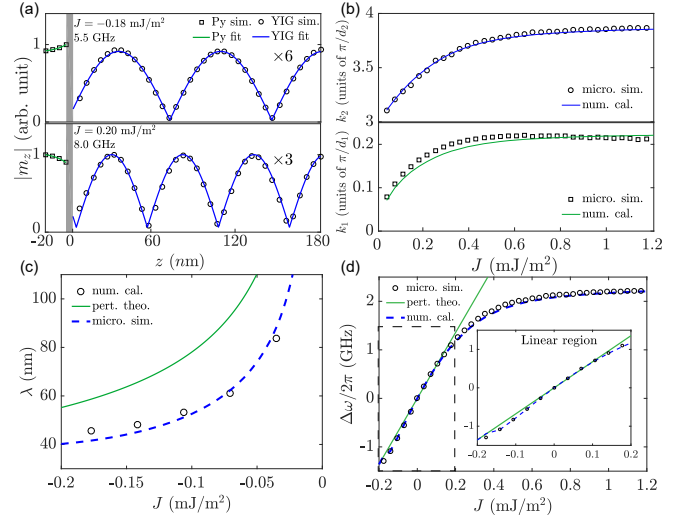 (a)
J = −0.18 mJ/m²
5.5 GHz
Py sim.
YIG sim.
Py fit
YIG fit
×6
1
0
J = 0.20 mJ/m²
8.0 GHz
×3
1
0
|m_z| (arb. unit)
-20 0 60 120 180
z (nm)
(b)
k₂ (units of π/d₂)
4
3.5
3
micro. sim.
num. cal.
k₁ (units of π/d₁)
0.2
0.1
0
micro. sim.
num. cal.
0 0.2 0.4 0.6 0.8 1 1.2
J (mJ/m²)
(c)
num. cal.
pert. theo.
micro. sim.
λ (nm)
100
80
60
40
-0.2 -0.15 -0.1 -0.05 0
J (mJ/m²)
(d)
micro. sim.
pert. theo.
num. cal.
Δω/2π (GHz)
2
1
0
-1
Linear region
1
0
-1
-0.2 -0.1 0 0.1 0.2
-0.2 0 0.2 0.4 0.6 0.8 1 1.2
J (mJ/m²)